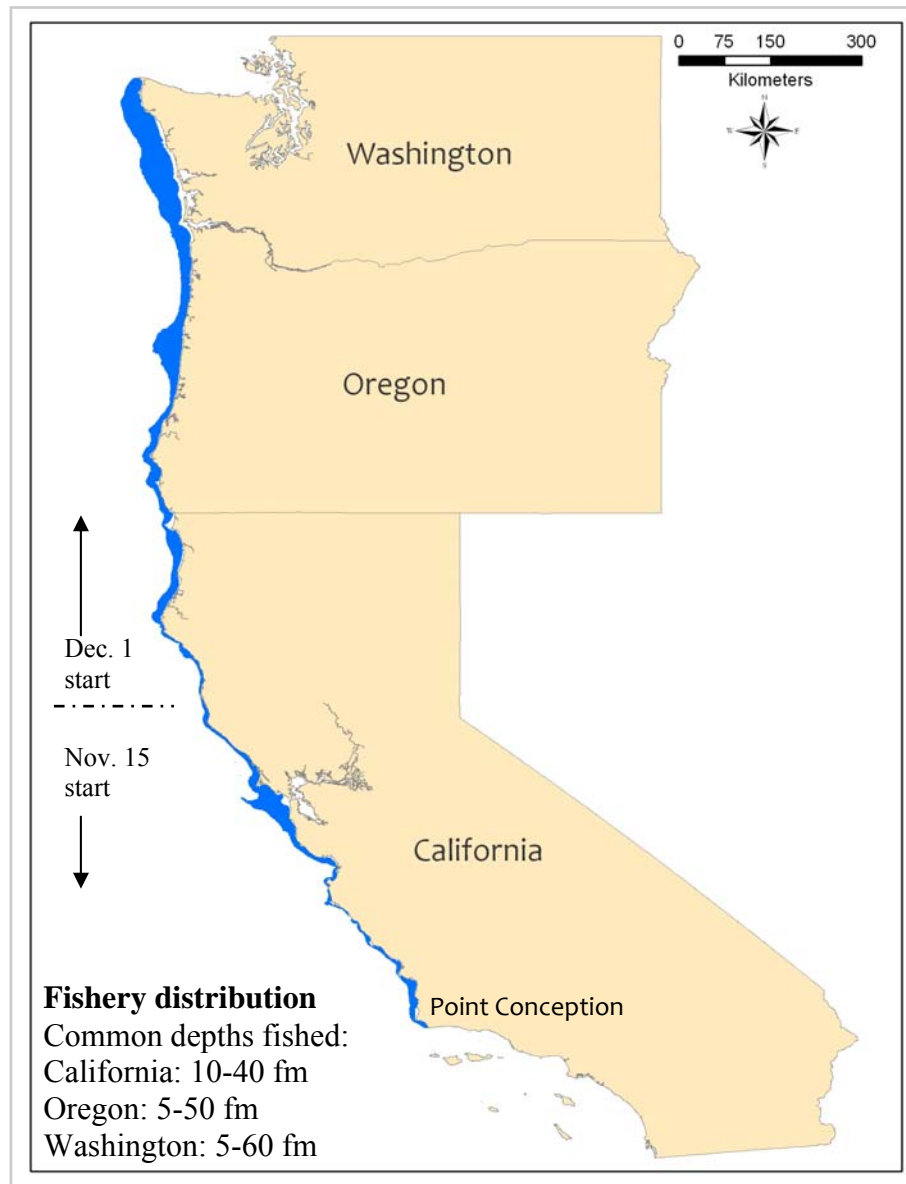 0 75 150 300
Kilometers
N
W E
S
Washington
Oregon
Dec. 1
start
Nov. 15
start
California
Point Conception
Fishery distribution
Common depths fished:
California: 10-40 fm
Oregon: 5-50 fm
Washington: 5-60 fm